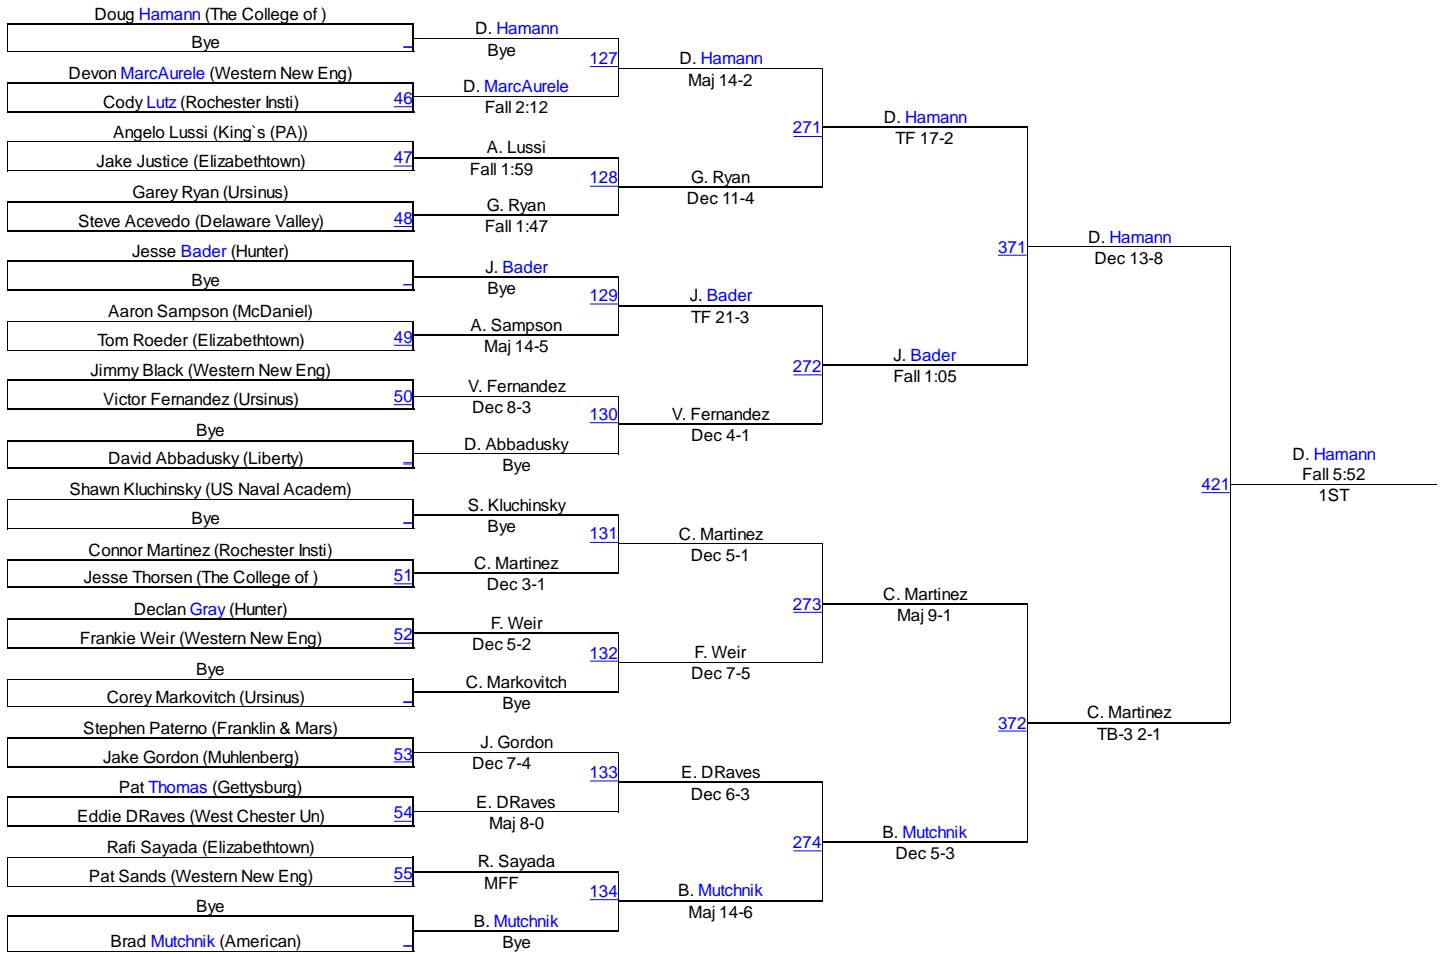 Doug Hamann (The College of )
Bye
Devon MarcAurele (Western New Eng)
Cody Lutz (Rochester Insti)
46
Angelo Lussi (King`s (PA))
Jake Justice (Elizabethtown)
47
Garey Ryan (Ursinus)
Steve Acevedo (Delaware Valley)
48
Jesse Bader (Hunter)
Bye
Aaron Sampson (McDaniel)
Tom Roeder (Elizabethtown)
49
Jimmy Black (Western New Eng)
Victor Fernandez (Ursinus)
50
Bye
David Abbadusky (Liberty)
Shawn Kluchinsky (US Naval Academ)
Bye
Connor Martinez (Rochester Insti)
Jesse Thorsen (The College of )
51
Declan Gray (Hunter)
Frankie Weir (Western New Eng)
52
Bye
Corey Markovitch (Ursinus)
Stephen Paterno (Franklin & Mars)
Jake Gordon (Muhlenberg)
53
Pat Thomas (Gettysburg)
Eddie DRaves (West Chester Un)
54
Rafi Sayada (Elizabethtown)
Pat Sands (Western New Eng)
55
Bye
Brad Mutchnik (American)
D. Hamann
Bye
127
D. MarcAurele
Fall 2:12
A. Lussi
Fall 1:59
128
G. Ryan
Fall 1:47
J. Bader
Bye
129
A. Sampson
Maj 14-5
V. Fernandez
Dec 8-3
130
D. Abbadusky
Bye
S. Kluchinsky
Bye
131
C. Martinez
Dec 3-1
F. Weir
Dec 5-2
132
C. Markovitch
Bye
J. Gordon
Dec 7-4
133
E. DRaves
Maj 8-0
R. Sayada
MFF
134
B. Mutchnik
Bye
D. Hamann
Maj 14-2
271
G. Ryan
Dec 11-4
J. Bader
TF 21-3
272
V. Fernandez
Dec 4-1
C. Martinez
Dec 5-1
273
F. Weir
Dec 7-5
E. DRaves
Dec 6-3
274
B. Mutchnik
Maj 14-6
D. Hamann
TF 17-2
371
J. Bader
Fall 1:05
C. Martinez
Maj 9-1
372
B. Mutchnik
Dec 5-3
D. Hamann
Dec 13-8
421
C. Martinez
TB-3 2-1
D. Hamann
Fall 5:52
1ST